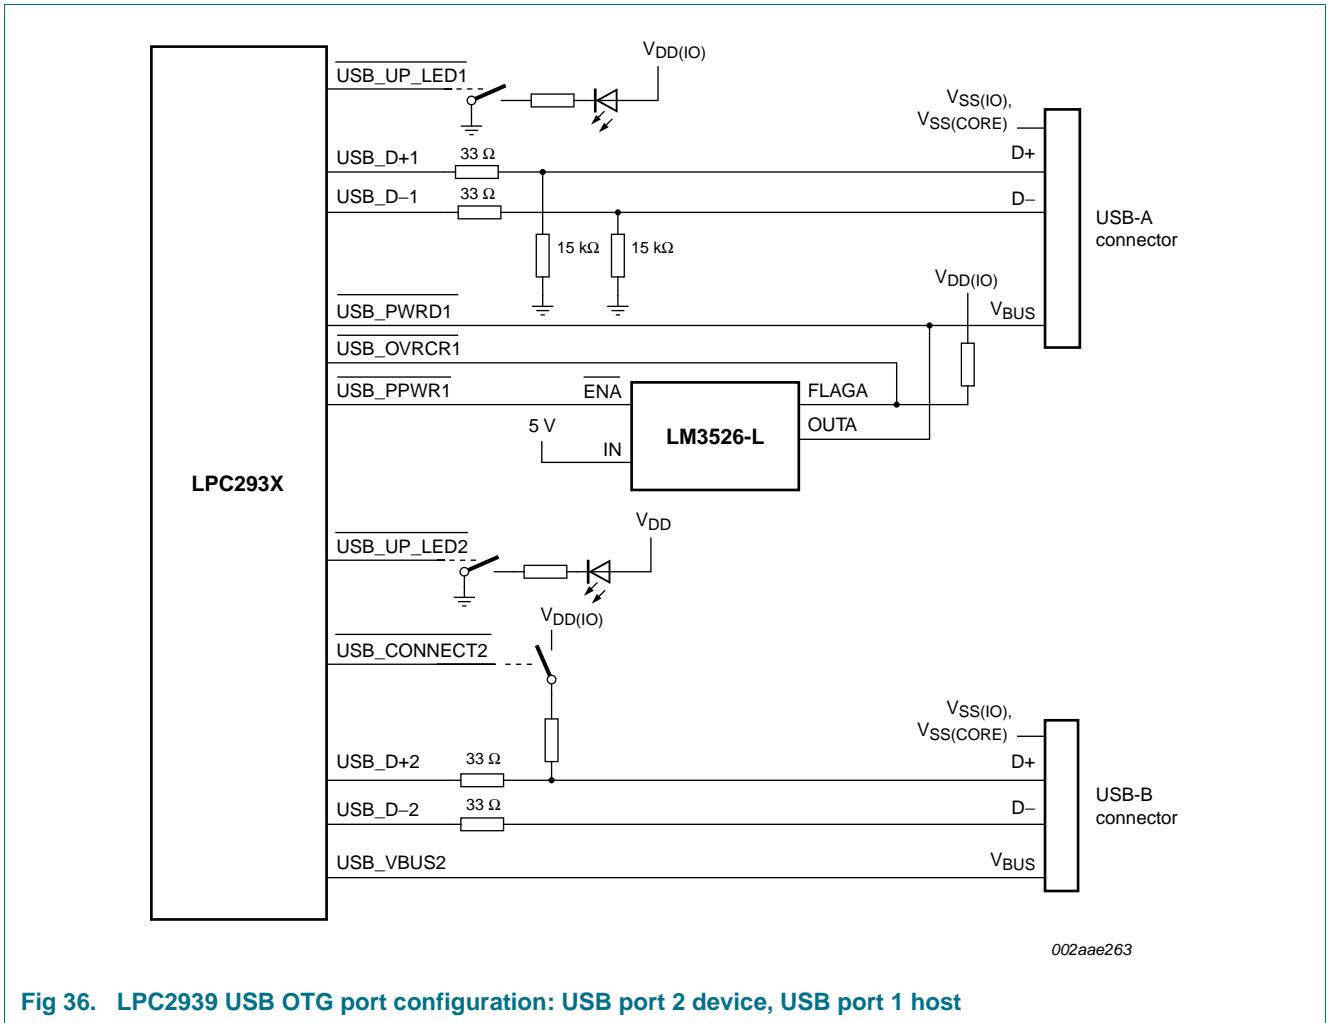 USB_UP_LED1
VDD(IO)
VSS(IO),
VSS(CORE)
USB_D+1
33 Ω
D+
USB_D−1
33 Ω
D−
USB-A
connector
15 kΩ
15 kΩ
VDD(IO)
USB_PWRD1
VBUS
USB_OVRCR1
USB_PPWR1
ENA
FLAGA
5 V
OUTA
IN
LM3526-L
LPC293X
USB_UP_LED2
VDD
VDD(IO)
USB_CONNECT2
VSS(IO),
VSS(CORE)
USB_D+2
33 Ω
D+
USB_D−2
33 Ω
D−
USB-B
connector
USB_VBUS2
VBUS
002aae263
Fig 36. LPC2939 USB OTG port configuration: USB port 2 device, USB port 1 host